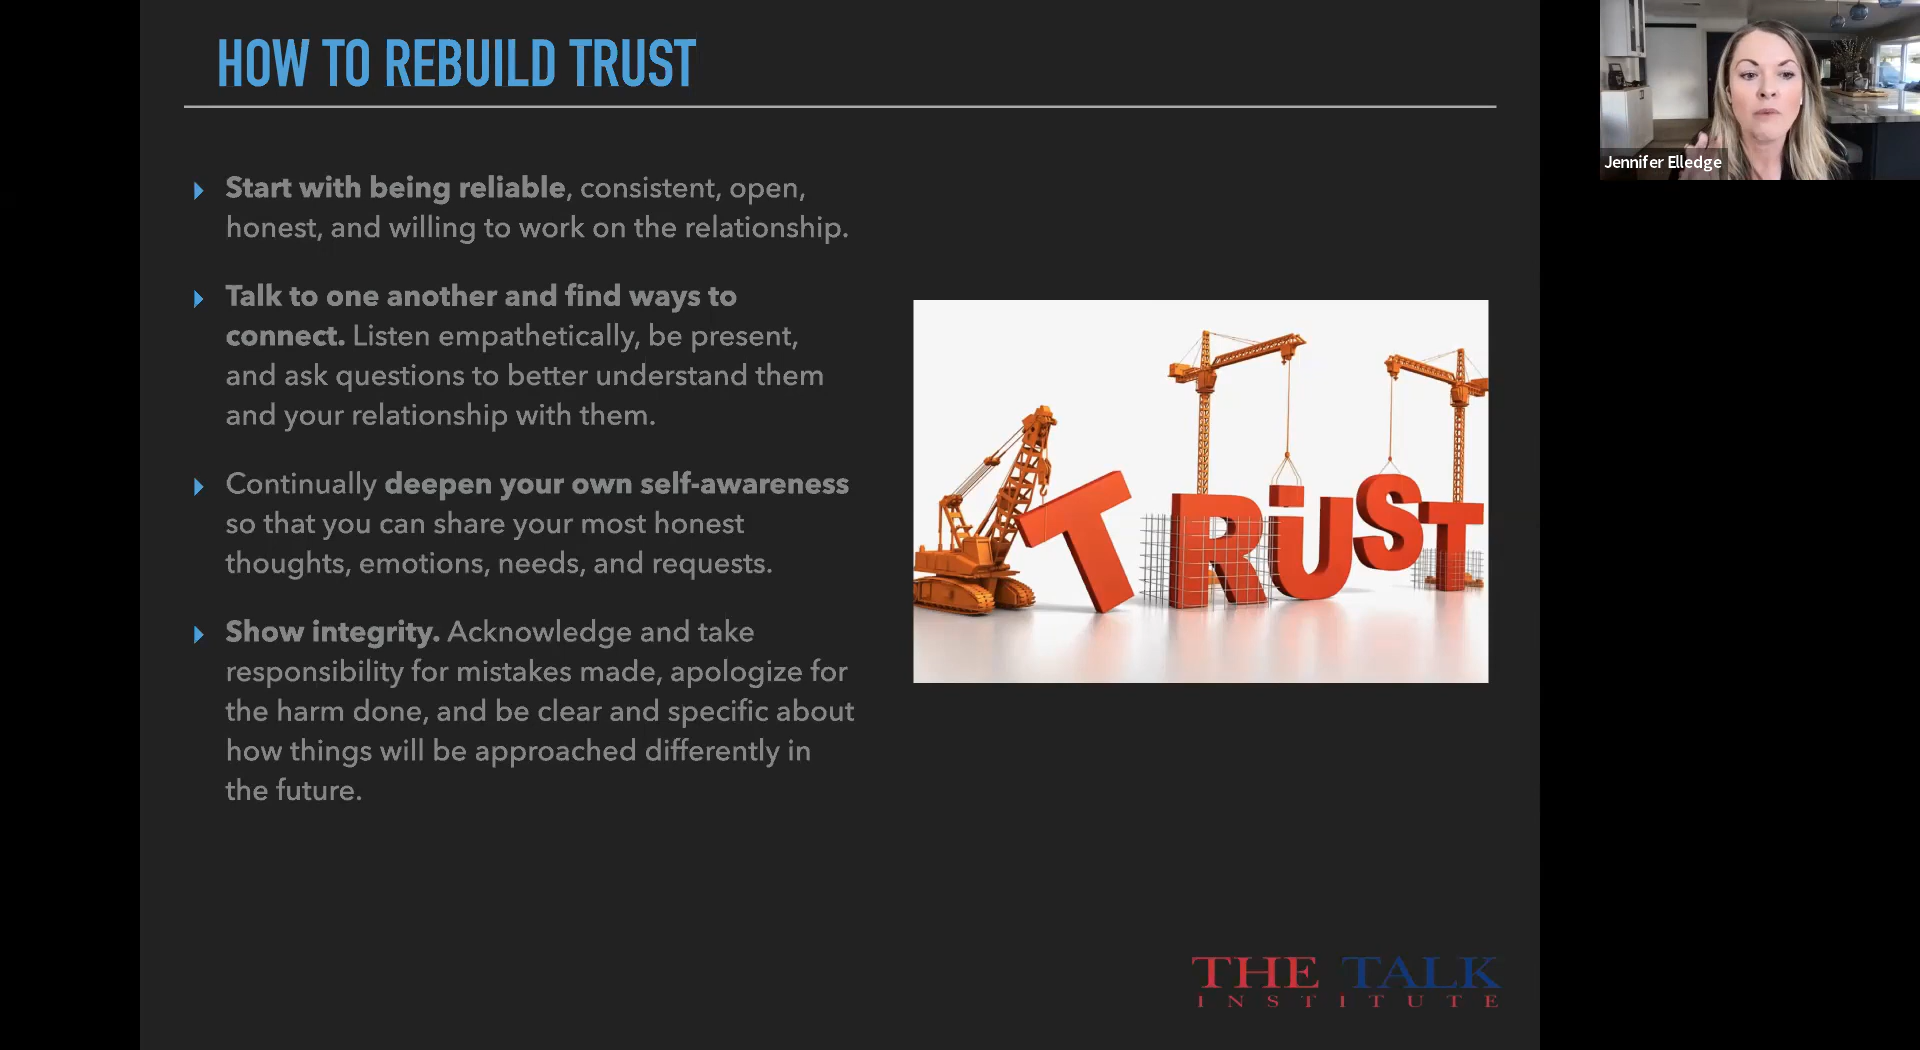 HOW TO REBUILD TRUST
Start with being reliable, consistent, open,
honest, and willing to work on the relationship.
Talk to one another and find ways to
connect. Listen empathetically, be present,
and ask questions to better understand them
and your relationship with them.
Continually deepen your own self-awareness
so that you can share your most honest
thoughts, emotions, needs, and requests.
Show integrity. Acknowledge and take
responsibility for mistakes made, apologize for
the harm done, and be clear and specific about
how things will be approached differently in
the future.
TRUST
THE TALK
INSTITUTE
Jennifer Elledge